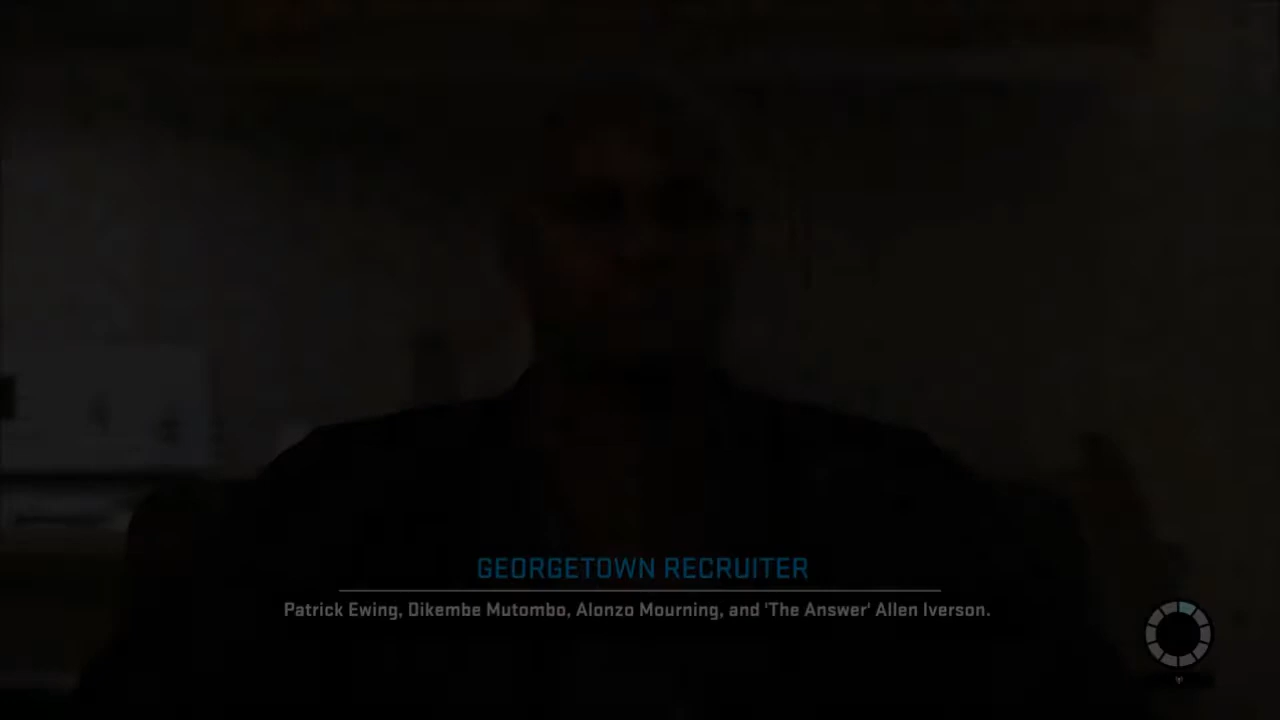 GEORGETOWN RECRUITER
Patrick Ewing, Dikembe Mutombo, Alonzo Mourning, and 'The Answer' Allen Iverson.